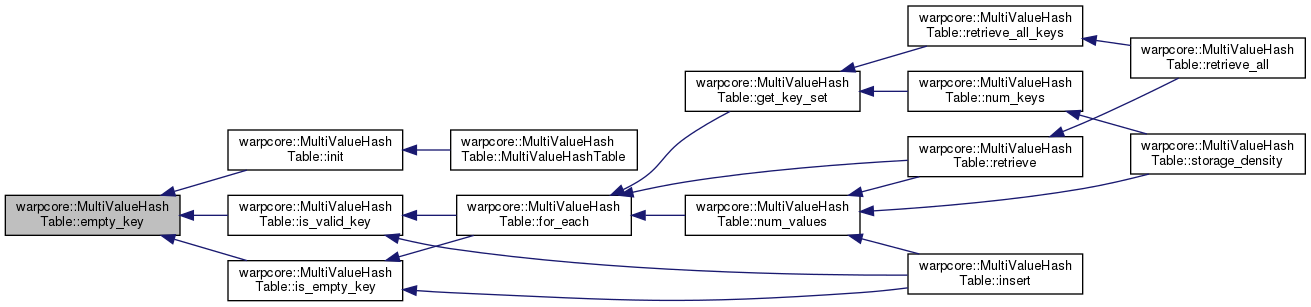 warpcore::MultiValueHash
Table::empty_key
warpcore::MultiValueHash
Table::init
warpcore::MultiValueHash
Table::MultiValueHashTable
warpcore::MultiValueHash
Table::is_valid_key
warpcore::MultiValueHash
Table::is_empty_key
warpcore::MultiValueHash
Table::for_each
warpcore::MultiValueHash
Table::get_key_set
warpcore::MultiValueHash
Table::num_values
warpcore::MultiValueHash
Table::retrieve_all_keys
warpcore::MultiValueHash
Table::num_keys
warpcore::MultiValueHash
Table::retrieve
warpcore::MultiValueHash
Table::insert
warpcore::MultiValueHash
Table::retrieve_all
warpcore::MultiValueHash
Table::storage_density